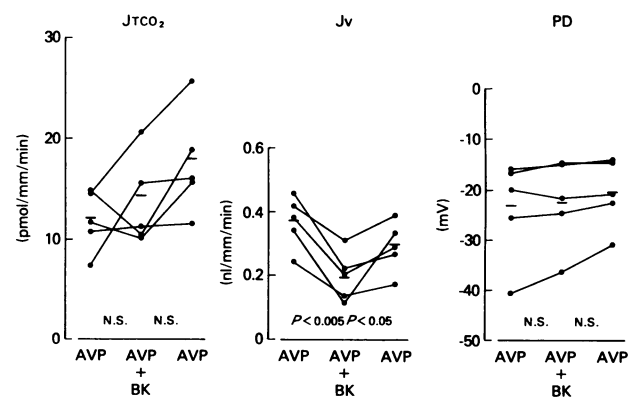 JTCO₂
30
20
10
0
(pmol/mm/min)
N.S. N.S.
AVP AVP AVP
+
BK
Jv
0.6
0.4
0.2
0
(nl/mm/min)
P<0.005 P<0.05
AVP AVP AVP
+
BK
PD
0
-10
-20
-30
-40
-50
(mV)
N.S. N.S.
AVP AVP AVP
+
BK